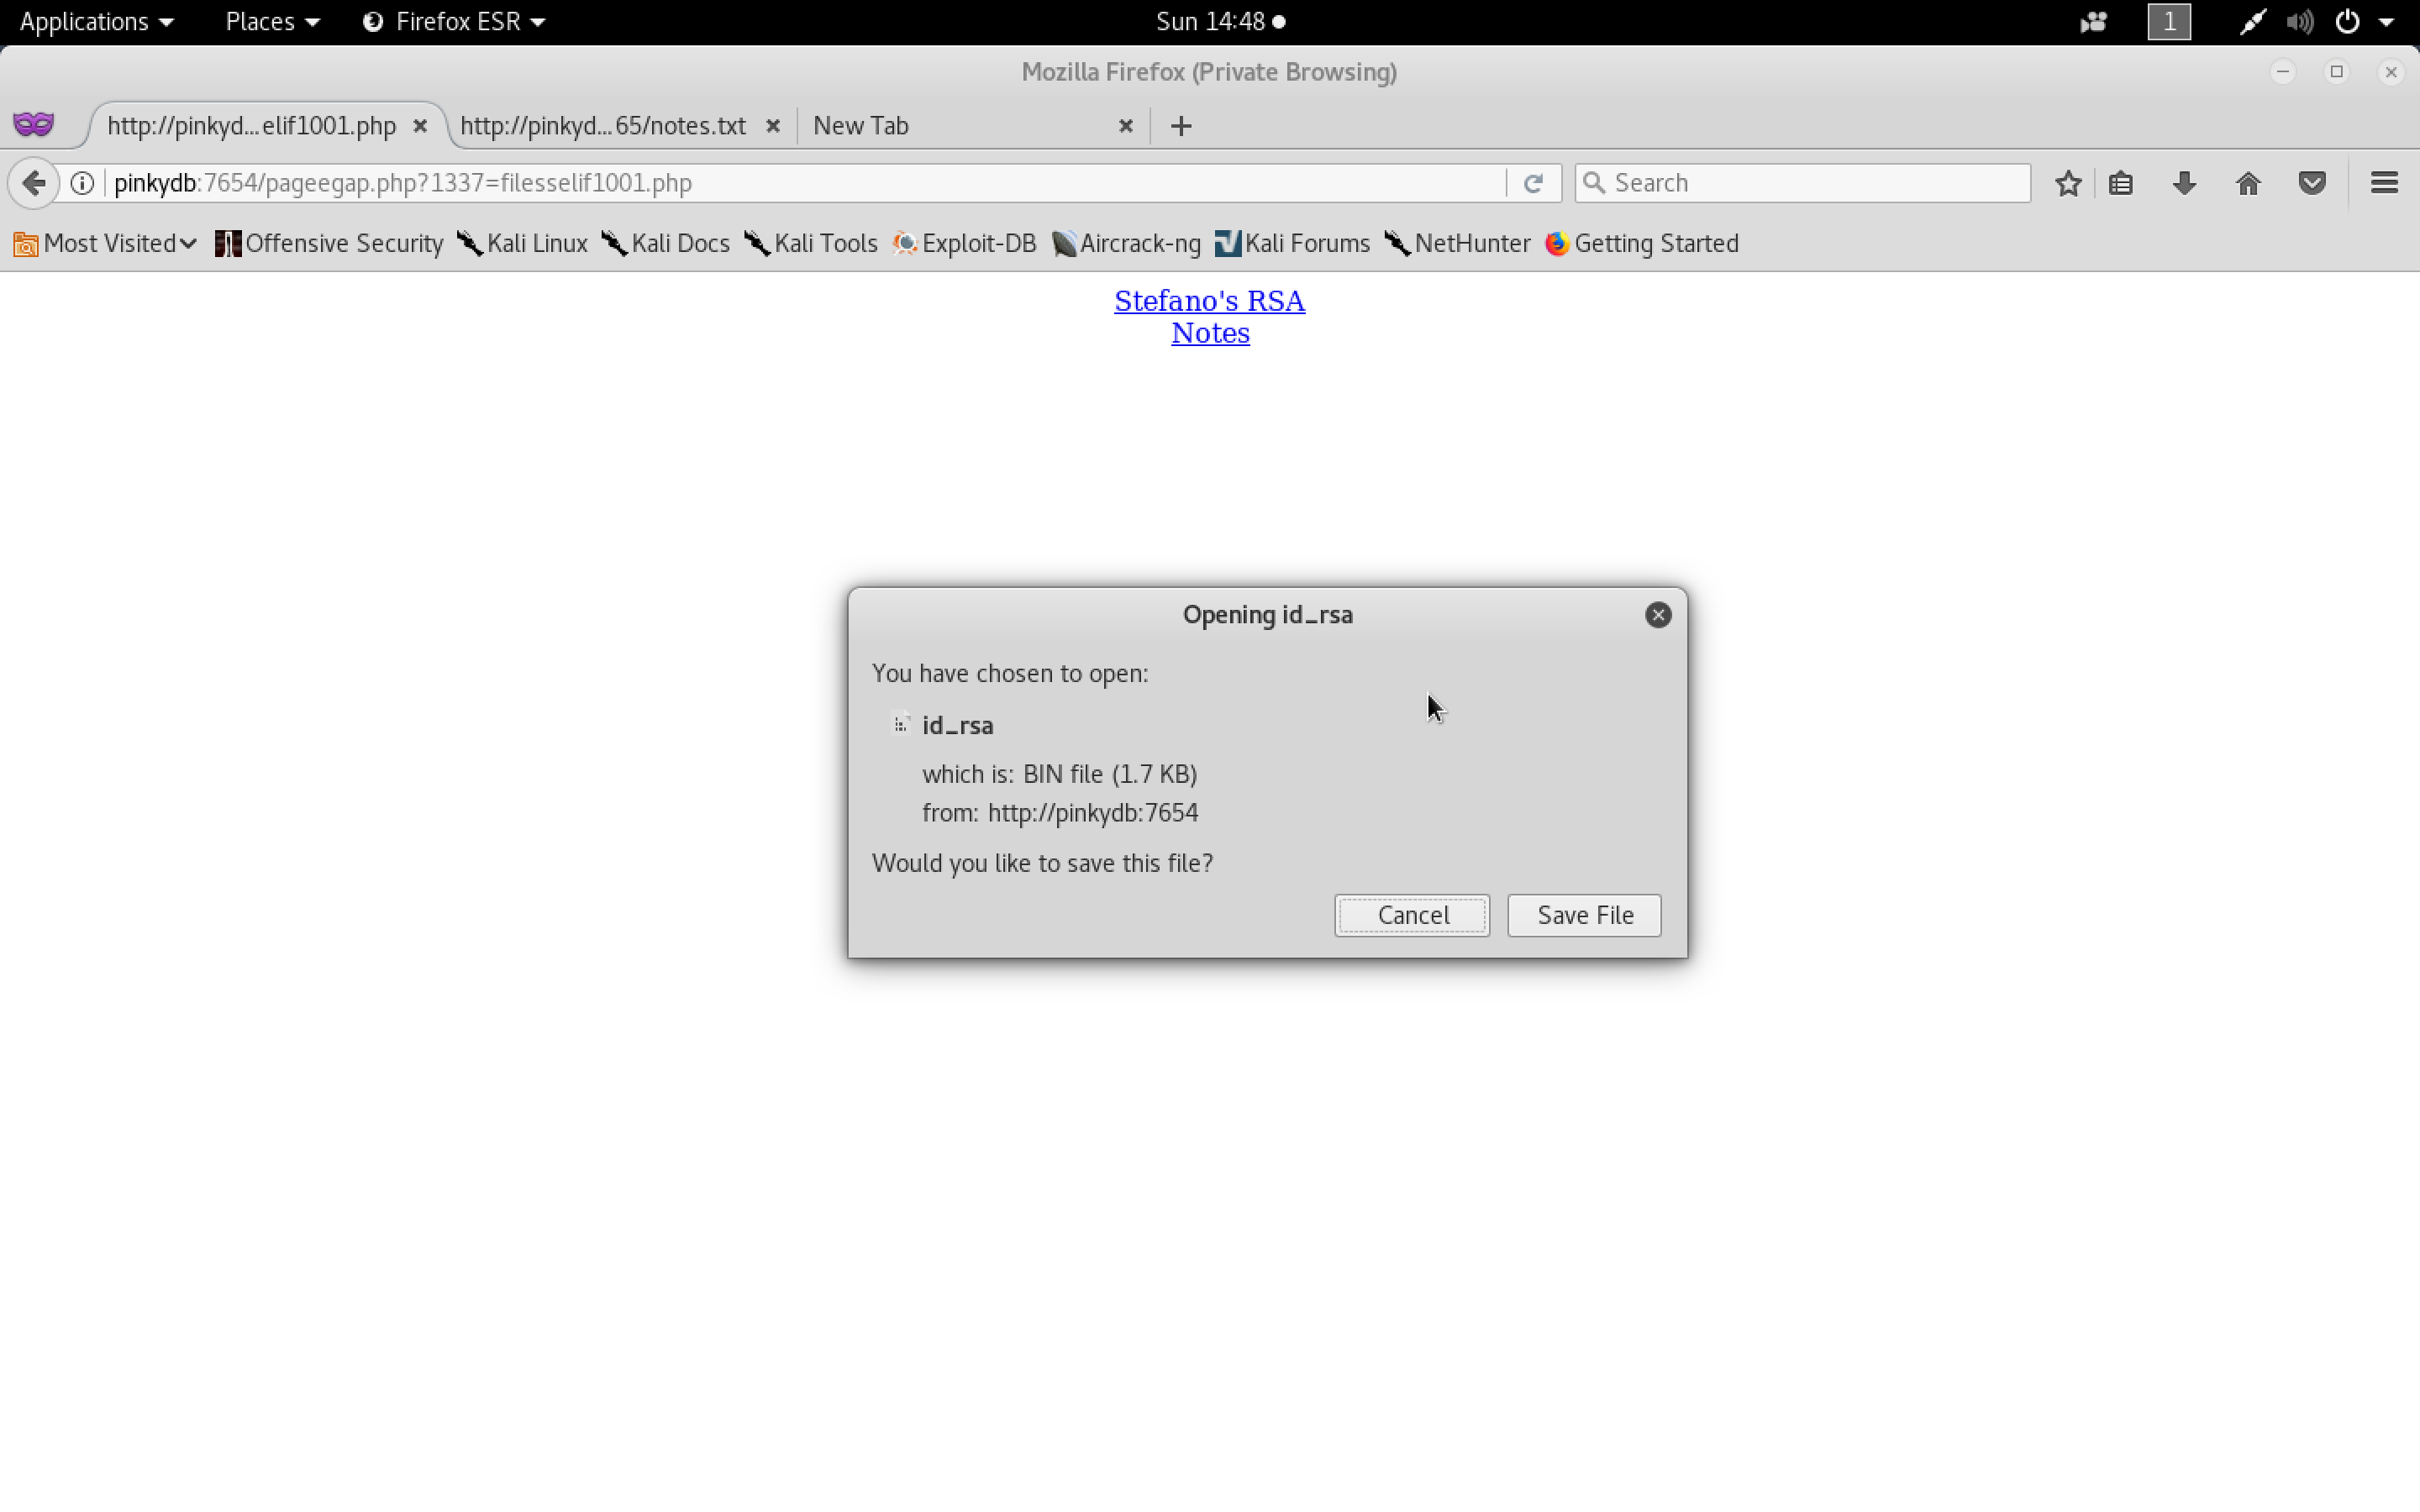 Applications Places Firefox ESR Sun 14:48 1
Mozilla Firefox (Private Browsing)
http://pinkyd...elif1001.php http://pinkyd...65/notes.txt New Tab
pinkydb:7654/pageegap.php?1337=filesselif1001.php Search
Most Visited Offensive Security Kali Linux Kali Docs Kali Tools Exploit-DB Aircrack-ng Kali Forums NetHunter Getting Started
Stefano's RSA
Notes
Opening id_rsa
You have chosen to open:
id_rsa
which is: BIN file (1.7 KB)
from: http://pinkydb:7654
Would you like to save this file?
Cancel Save File